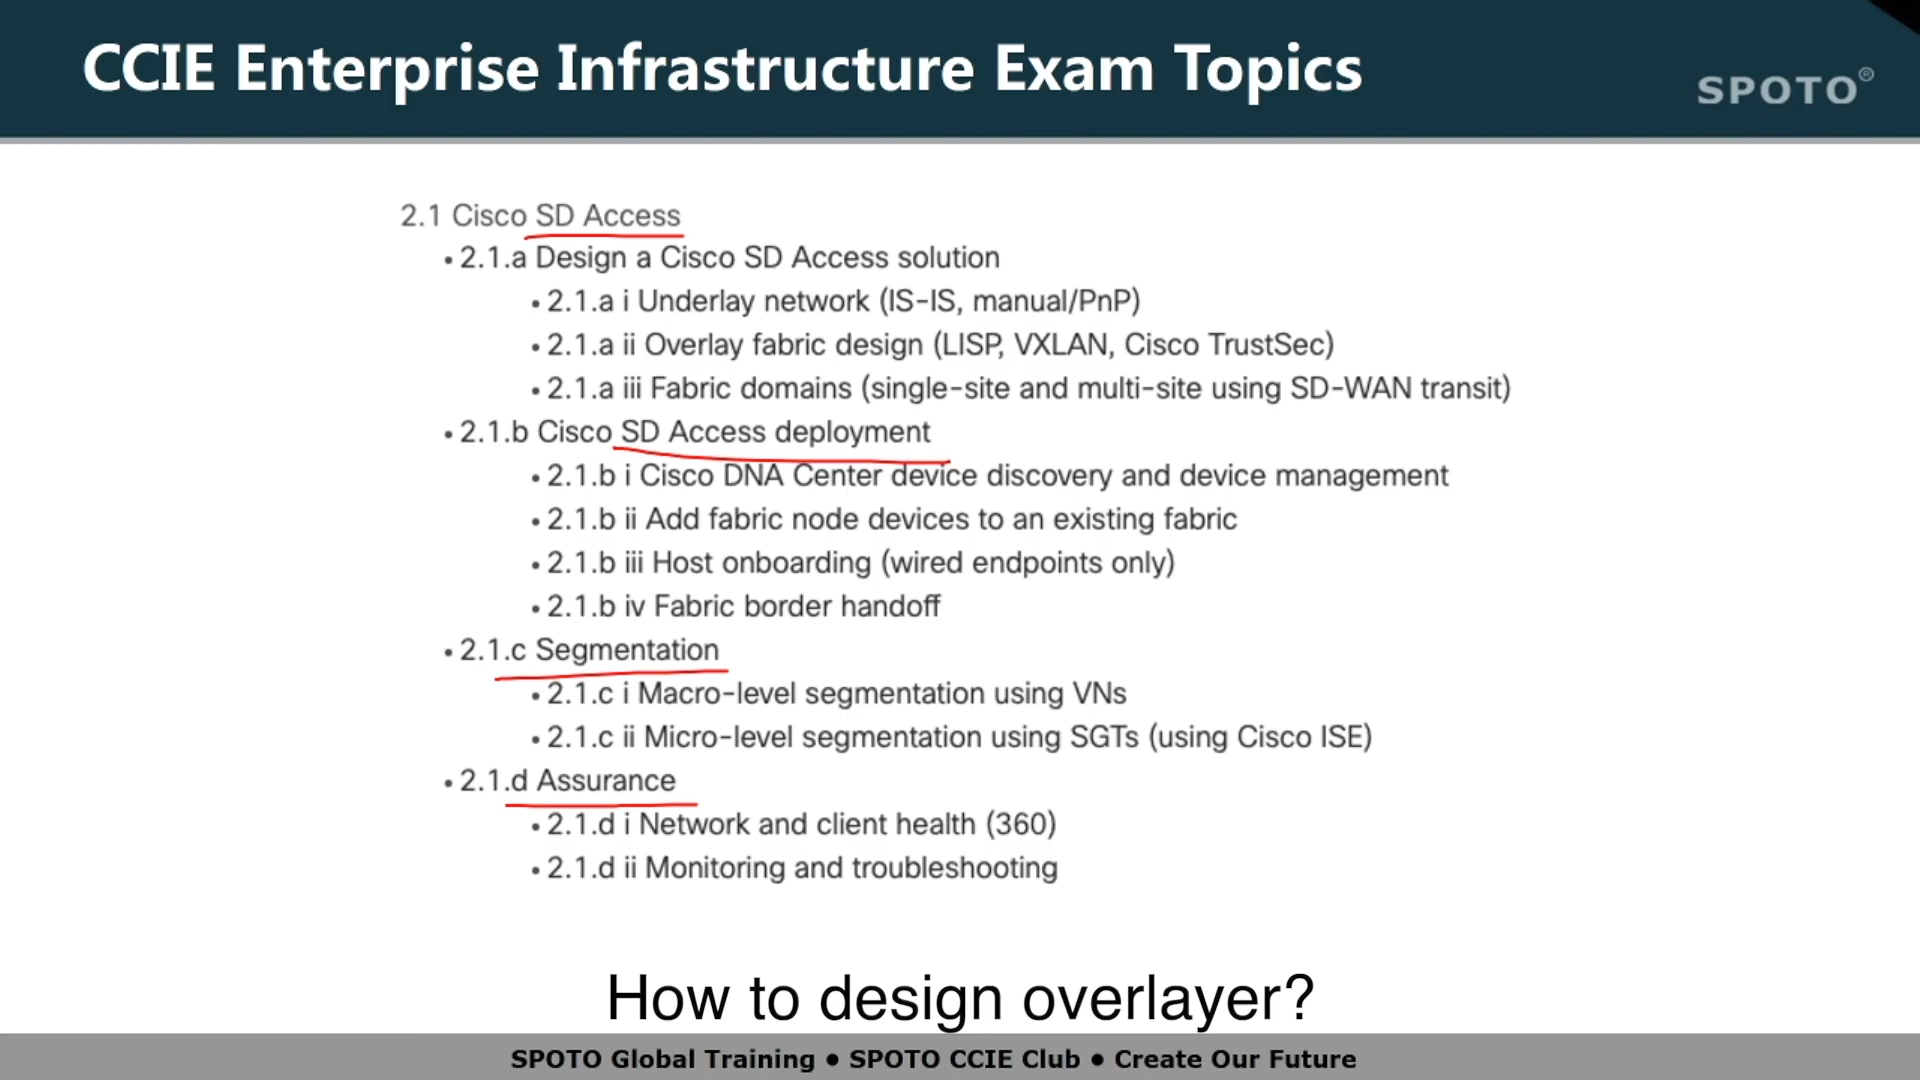 CCIE Enterprise Infrastructure Exam Topics
SPOTO®
2.1 Cisco SD Access
• 2.1.a Design a Cisco SD Access solution
• 2.1.a i Underlay network (IS-IS, manual/PnP)
• 2.1.a ii Overlay fabric design (LISP, VXLAN, Cisco TrustSec)
• 2.1.a iii Fabric domains (single-site and multi-site using SD-WAN transit)
• 2.1.b Cisco SD Access deployment
• 2.1.b i Cisco DNA Center device discovery and device management
• 2.1.b ii Add fabric node devices to an existing fabric
• 2.1.b iii Host onboarding (wired endpoints only)
• 2.1.b iv Fabric border handoff
• 2.1.c Segmentation
• 2.1.c i Macro-level segmentation using VNs
• 2.1.c ii Micro-level segmentation using SGTs (using Cisco ISE)
• 2.1.d Assurance
• 2.1.d i Network and client health (360)
• 2.1.d ii Monitoring and troubleshooting
How to design overlayer?
SPOTO Global Training ● SPOTO CCIE Club ● Create Our Future